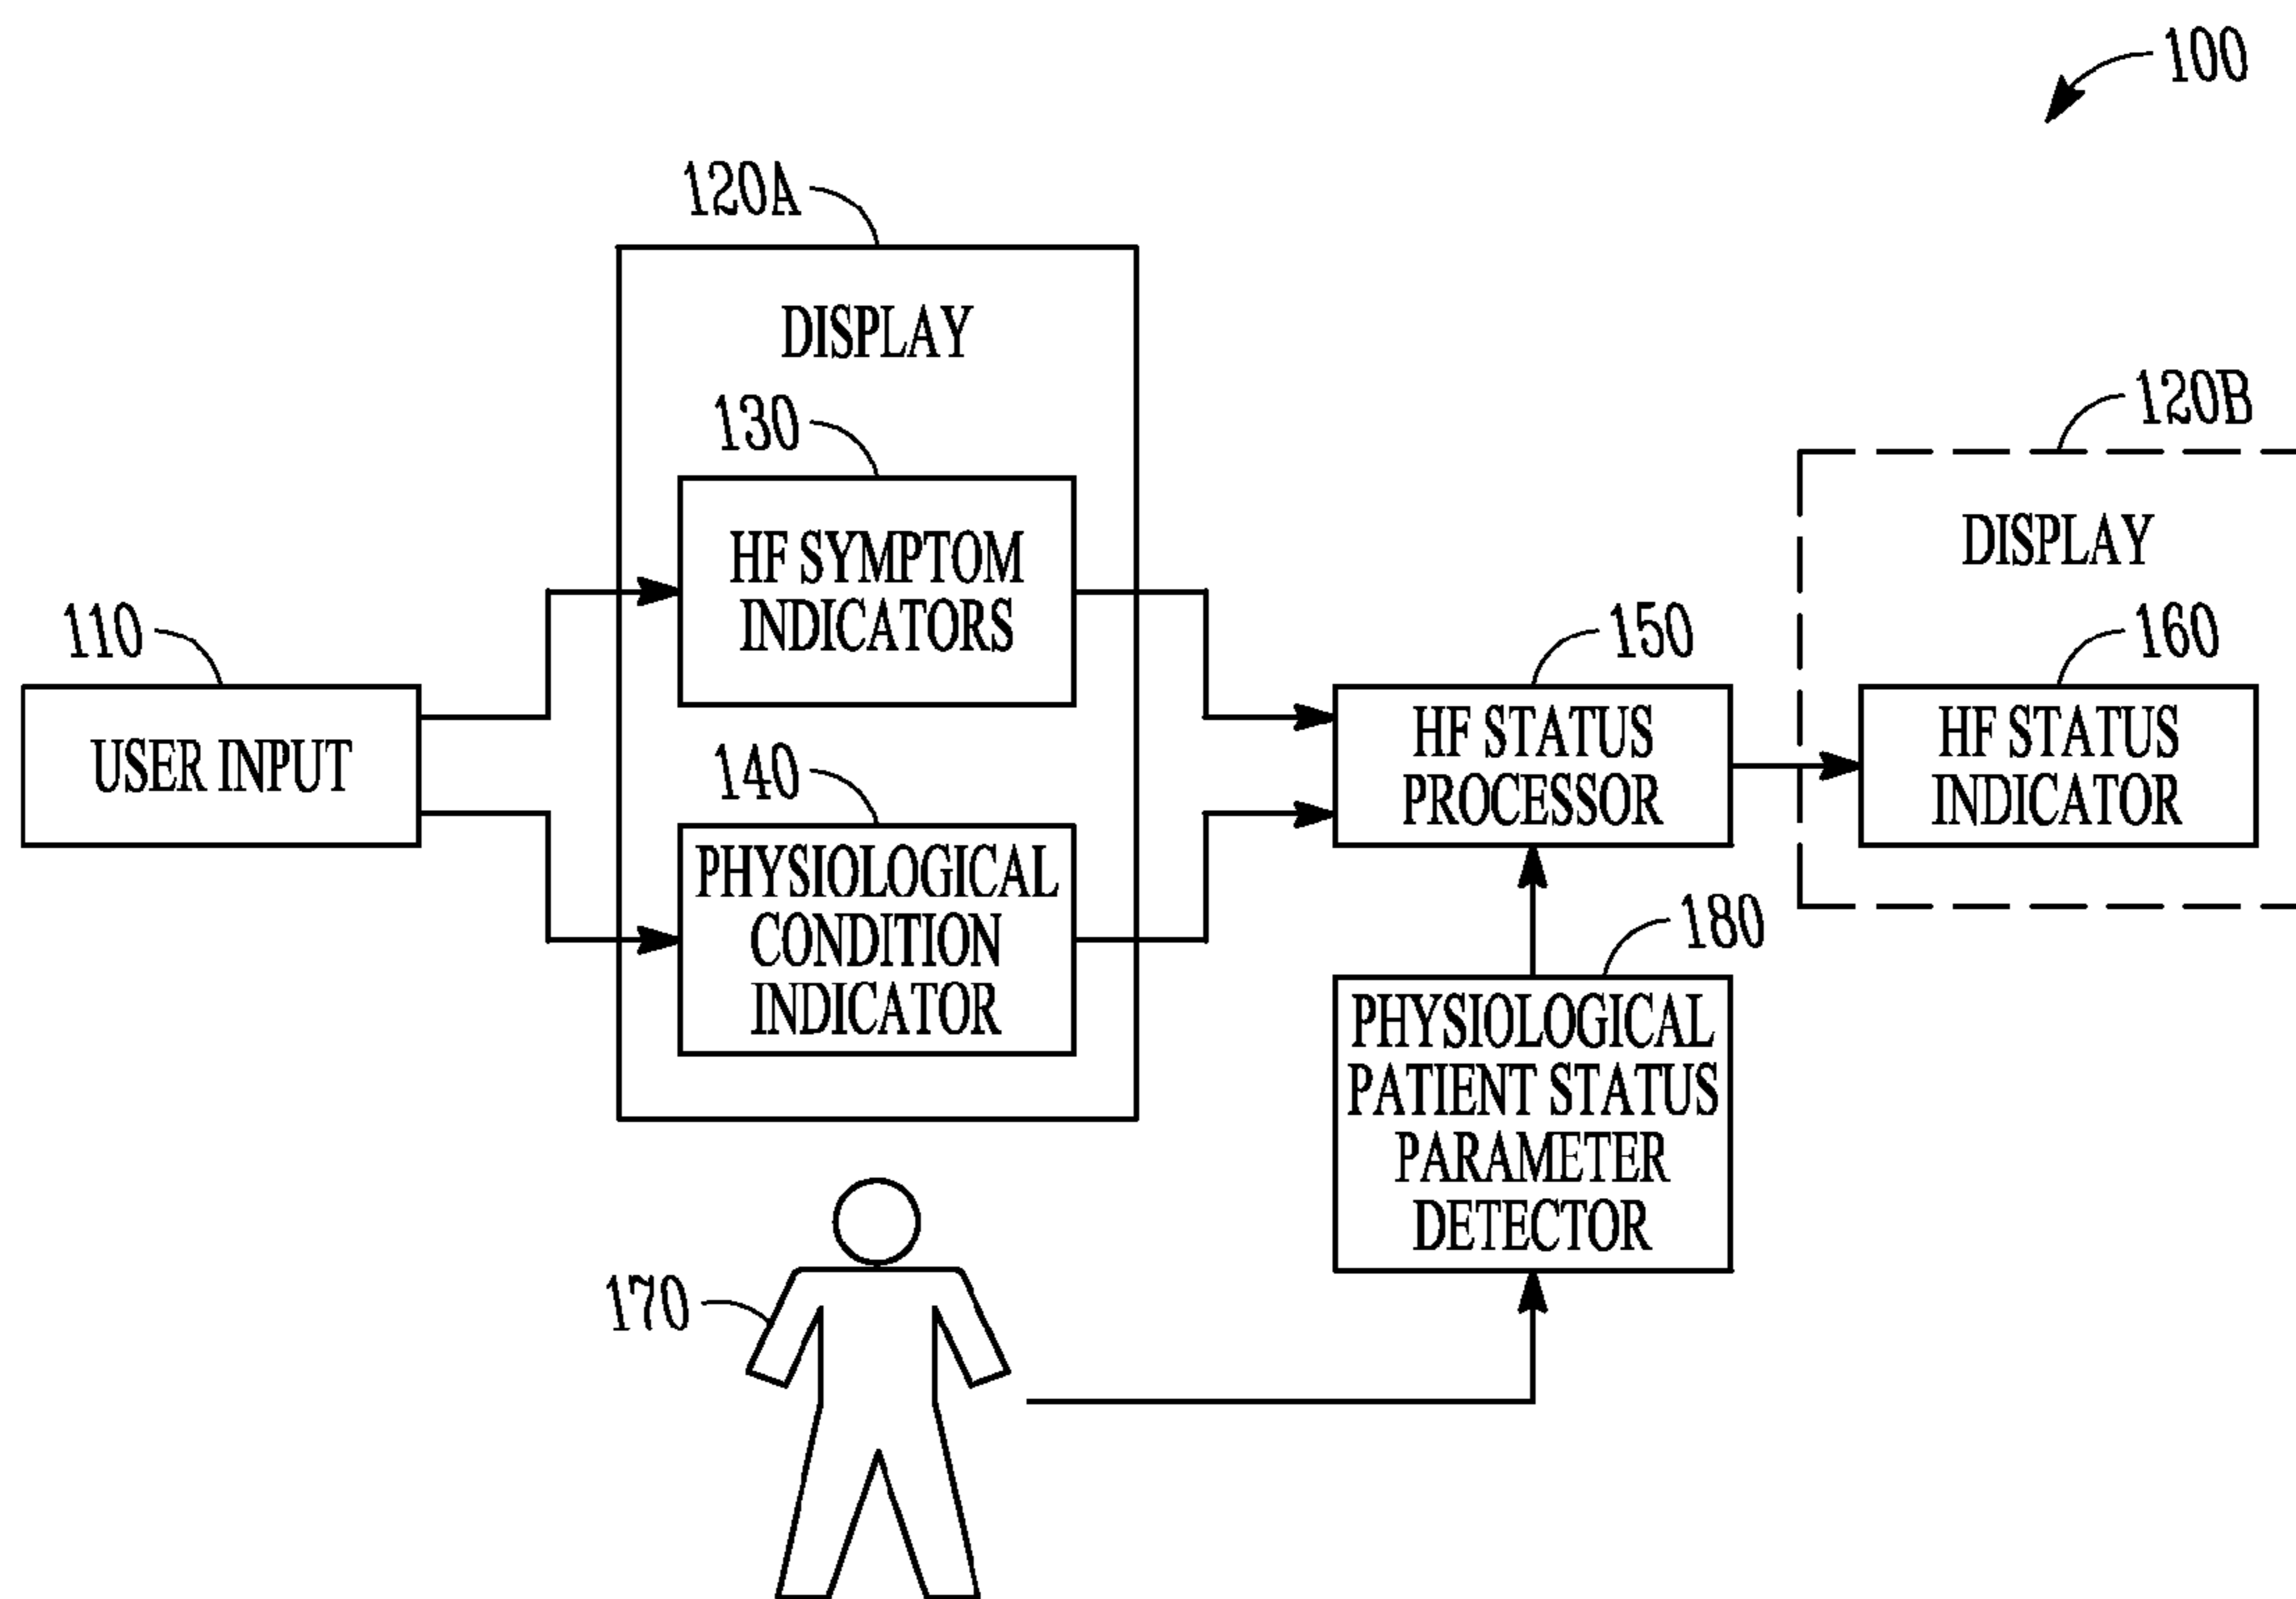 100
120A
DISPLAY
130
HF SYMPTOM
INDICATORS
110
USER INPUT
140
PHYSIOLOGICAL
CONDITION
INDICATOR
150
HF STATUS
PROCESSOR
120B
DISPLAY
160
HF STATUS
INDICATOR
180
PHYSIOLOGICAL
PATIENT STATUS
PARAMETER
DETECTOR
170